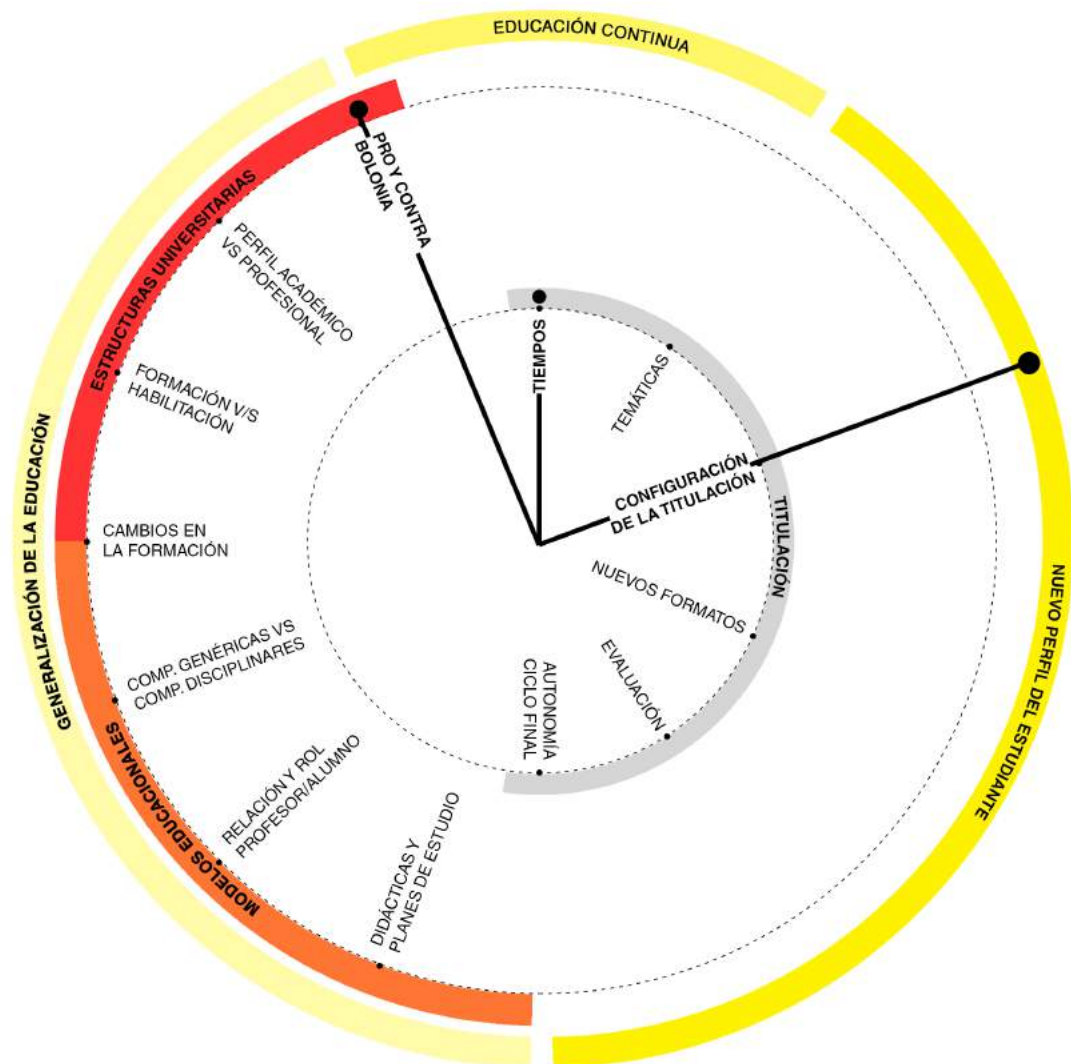 EDUCACIÓN CONTINUA
PRO Y CONTRA
BOLONIA
ESTRUCTURAS UNIVERSITARIAS
PERFIL ACADÉMICO
VS PROFESIONAL
TIEMPOS
TEMÁTICAS
FORMACIÓN V/S
HABILITACIÓN
CONFIGURACIÓN
DE LA TITULACIÓN
TITULACIÓN
GENERALIZACIÓN DE LA EDUCACIÓN
CAMBIOS EN
LA FORMACIÓN
NUEVOS FORMATOS
NUEVO PERFIL DEL ESTUDIANTE
COMP. GENÉRICAS VS
COMP. DISCIPLINARES
EVALUACIÓN
AUTONOMÍA
CICLO FINAL
MODELOS EDUCACIONALES
RELACIÓN Y ROL
PROFESOR/ALUMNO
DIDÁCTICAS Y
PLANES DE ESTUDIO